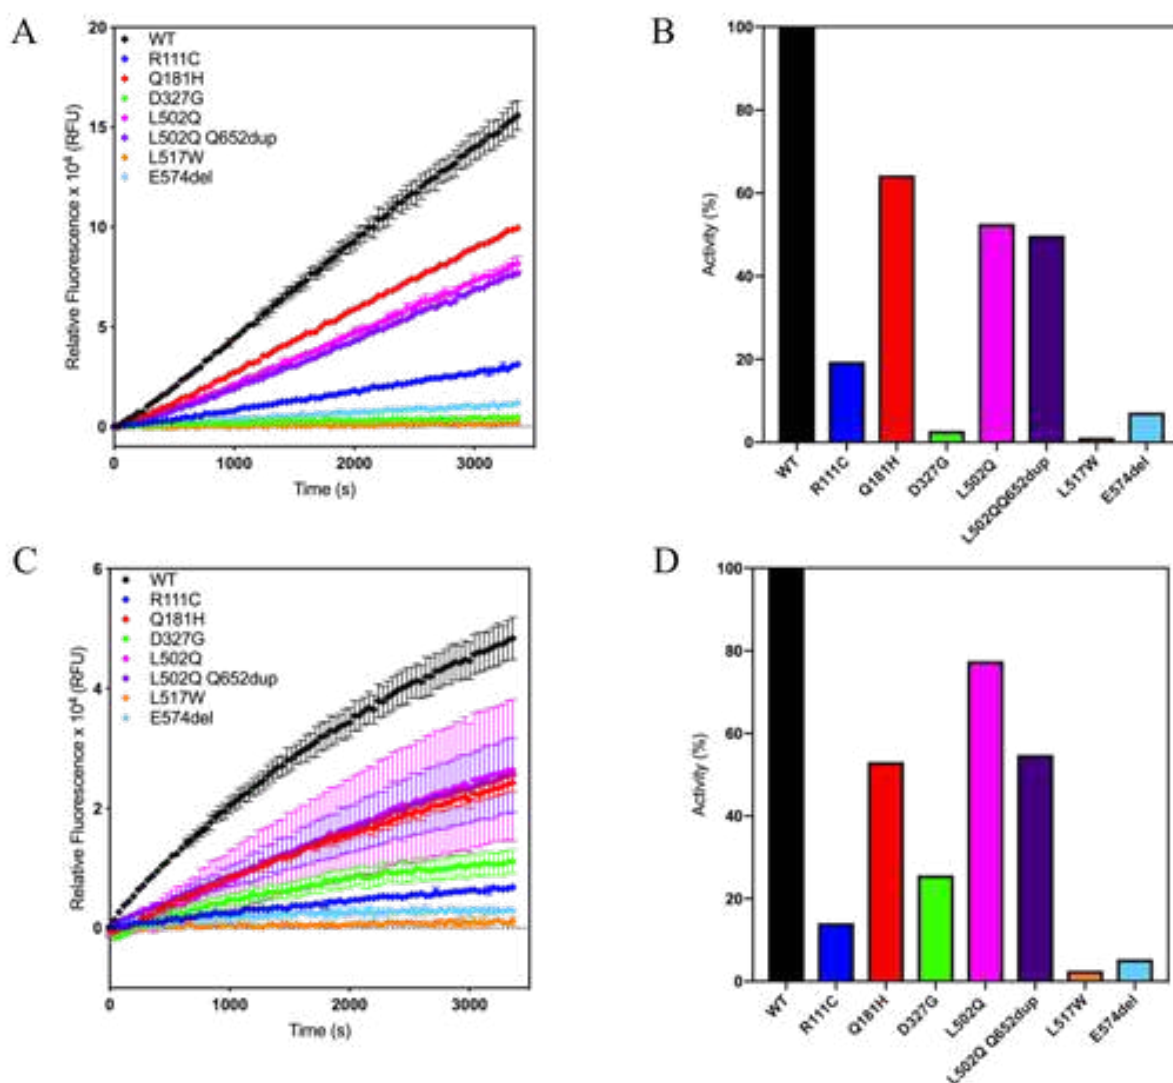 A
20
15
10
5
0
0
1000
2000
3000
Relative Fluorescence x 10⁴ (RFU)
Time (s)
WT
R111C
Q181H
D327G
L502Q
L502Q Q652dup
L517W
E574del
B
100
80
60
40
20
0
Activity (%)
WT
R111C
Q181H
D327G
L502Q
L502QQ652dup
L517W
E574del
C
6
4
2
0
0
1000
2000
3000
Relative Fluorescence x 10⁴ (RFU)
Time (s)
WT
R111C
Q181H
D327G
L502Q
L502Q Q652dup
L517W
E574del
D
100
80
60
40
20
0
Activity (%)
WT
R111C
Q181H
D327G
L502Q
L502Q Q652dup
L517W
E574del